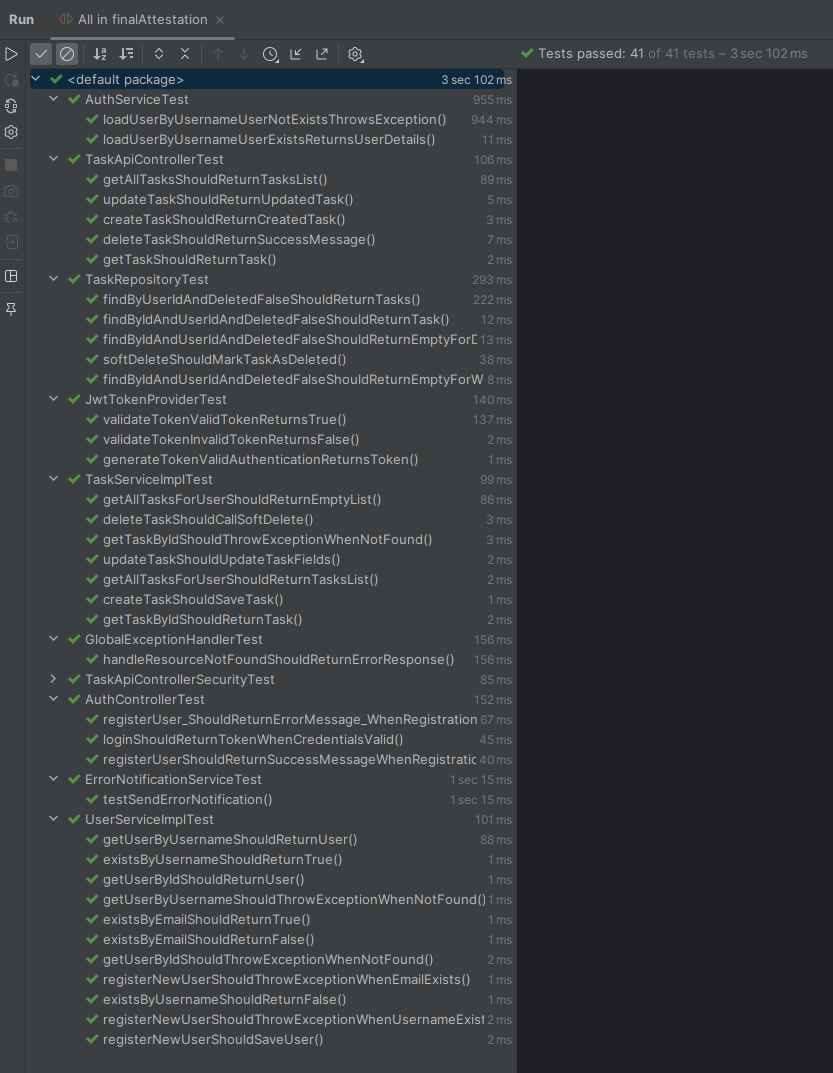 Run All in finalAttestation
Tests passed: 41 of 41 tests – 3 sec 102 ms
<default package> 3 sec 102 ms
AuthServiceTest 955 ms
loadUserByUsernameUserNotExistsThrowsException() 944 ms
loadUserByUsernameUserExistsReturnsUserDetails() 11 ms
TaskApiControllerTest 106 ms
getAllTasksShouldReturnTasksList() 89 ms
updateTaskShouldReturnUpdatedTask() 5 ms
createTaskShouldReturnCreatedTask() 3 ms
deleteTaskShouldReturnSuccessMessage() 7 ms
getTaskShouldReturnTask() 2 ms
TaskRepositoryTest 293 ms
findByUserIdAndDeletedFalseShouldReturnTasks() 222 ms
findByIdAndUserIdAndDeletedFalseShouldReturnTask() 12 ms
findByIdAndUserIdAndDeletedFalseShouldReturnEmptyForD 13 ms
softDeleteShouldMarkTaskAsDeleted() 38 ms
findByIdAndUserIdAndDeletedFalseShouldReturnEmptyForW 8 ms
JwtTokenProviderTest 140 ms
validateTokenValidTokenReturnsTrue() 137 ms
validateTokenInvalidTokenReturnsFalse() 2 ms
generateTokenValidAuthenticationReturnsToken() 1 ms
TaskServiceImplTest 99 ms
getAllTasksForUserShouldReturnEmptyList() 86 ms
deleteTaskShouldCallSoftDelete() 3 ms
getTaskByIdShouldThrowExceptionWhenNotFound() 3 ms
updateTaskShouldUpdateTaskFields() 2 ms
getAllTasksForUserShouldReturnTasksList() 2 ms
createTaskShouldSaveTask() 1 ms
getTaskByIdShouldReturnTask() 2 ms
GlobalExceptionHandlerTest 156 ms
handleResourceNotFoundShouldReturnErrorResponse() 156 ms
TaskApiControllerSecurityTest 85 ms
AuthControllerTest 152 ms
registerUser_ShouldReturnErrorMessage_WhenRegistration 67 ms
loginShouldReturnTokenWhenCredentialsValid() 45 ms
registerUserShouldReturnSuccessMessageWhenRegistratic 40 ms
ErrorNotificationServiceTest 1 sec 15 ms
testSendErrorNotification() 1 sec 15 ms
UserServiceImplTest 101 ms
getUserByUsernameShouldReturnUser() 88 ms
existsByUsernameShouldReturnTrue() 1 ms
getUserByIdShouldReturnUser() 1 ms
getUserByUsernameShouldThrowExceptionWhenNotFound() 1 ms
existsByEmailShouldReturnTrue() 1 ms
existsByEmailShouldReturnFalse() 1 ms
getUserByIdShouldThrowExceptionWhenNotFound() 2 ms
registerNewUserShouldThrowExceptionWhenEmailExists() 1 ms
existsByUsernameShouldReturnFalse() 1 ms
registerNewUserShouldThrowExceptionWhenUsernameExist 2 ms
registerNewUserShouldSaveUser() 2 ms